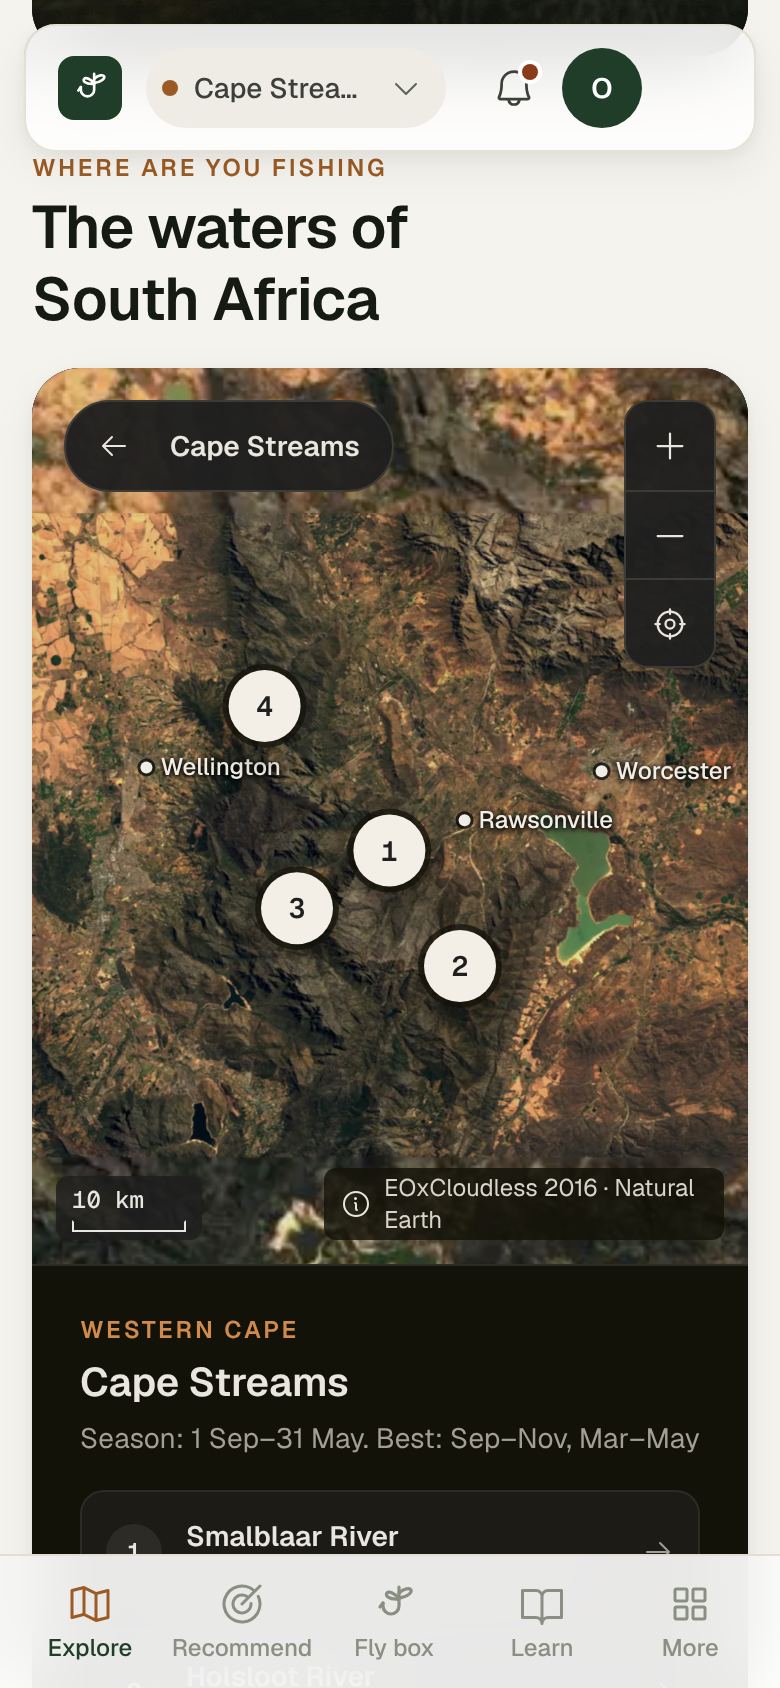 Cape Strea...
O
WHERE ARE YOU FISHING
The waters of
South Africa
Cape Streams
4
Wellington
Worcester
Rawsonville
1
3
2
10 km
EOxCloudless 2016 · Natural
Earth
WESTERN CAPE
Cape Streams
Season: 1 Sep–31 May. Best: Sep–Nov, Mar–May
1
Smalblaar River
Explore
Recommend
Fly box
Learn
More
Holsloot River